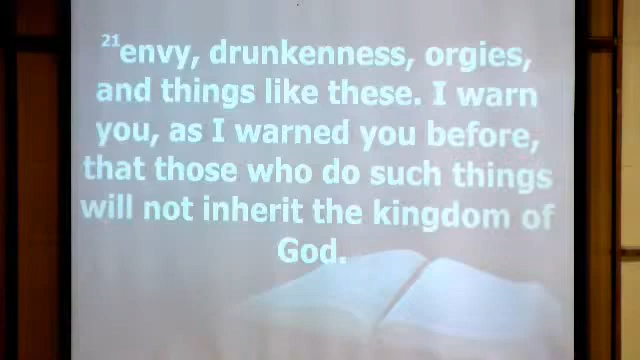 21envy, drunkenness, orgies,
and things like these. I warn
you, as I warned you before,
that those who do such things
will not inherit the kingdom of
God.